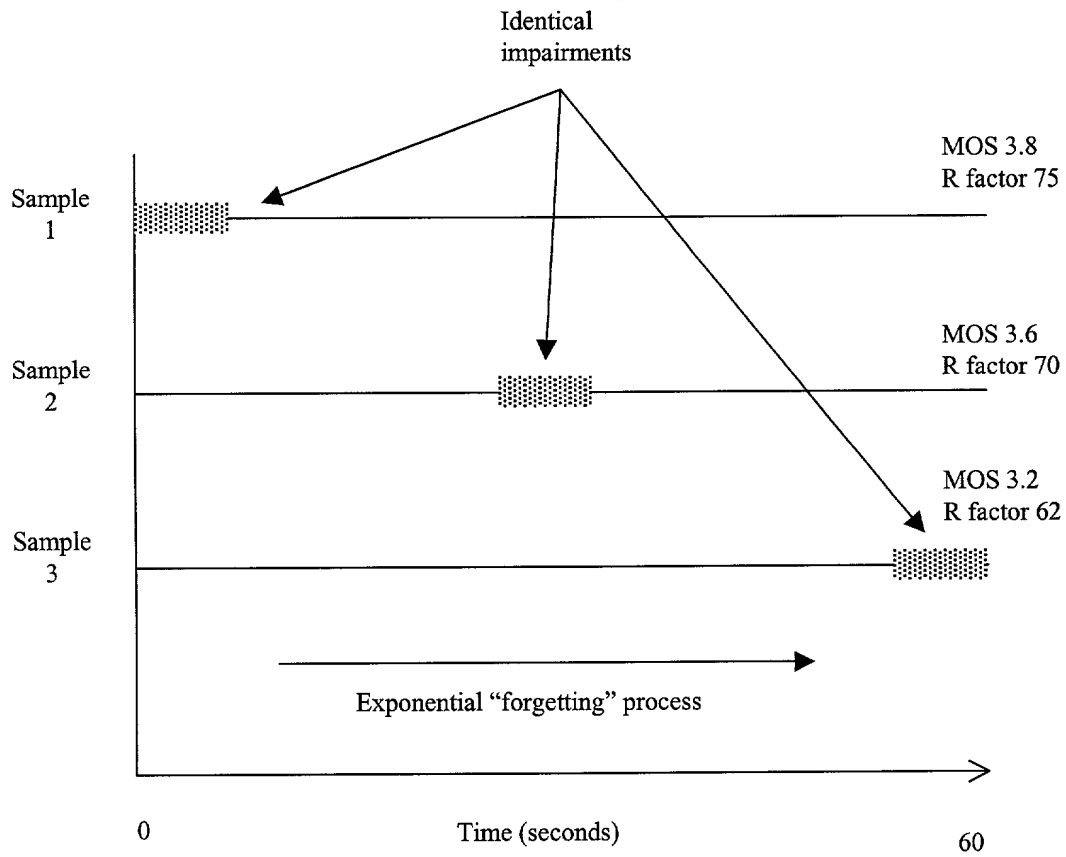 Identical
impairments
MOS 3.8
R factor 75
Sample
1
MOS 3.6
R factor 70
Sample
2
MOS 3.2
R factor 62
Sample
3
Exponential “forgetting” process
0
Time (seconds)
60